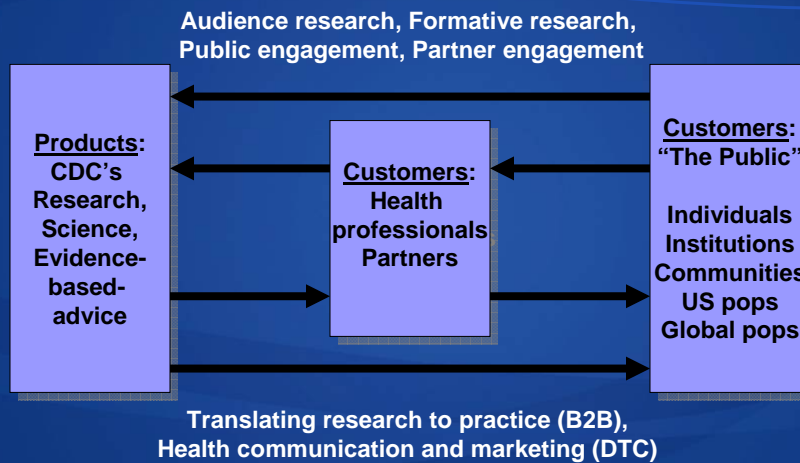 Audience research, Formative research,
Public engagement, Partner engagement
Products:
CDC's
Research,
Science,
Evidence-
based-
advice
Customers:
Health
professionals
Partners
Customers:
"The Public"
Individuals
Institutions
Communities
US pops
Global pops
Translating research to practice (B2B),
Health communication and marketing (DTC)